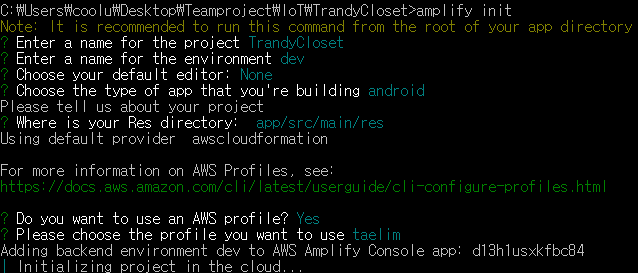 C:₩Users₩coolu₩Desktop₩Teamproject₩IoT₩TrandyCloset>amplify init
Note: It is recommended to run this command from the root of your app directory
? Enter a name for the project TrandyCloset
? Enter a name for the environment dev
? Choose your default editor: None
? Choose the type of app that you're building android
Please tell us about your project
? Where is your Res directory:  app/src/main/res
Using default provider  awscloudformation
For more information on AWS Profiles, see:
https://docs.aws.amazon.com/cli/latest/userguide/cli-configure-profiles.html
? Do you want to use an AWS profile? Yes
? Please choose the profile you want to use taelim
Adding backend environment dev to AWS Amplify Console app: d13h1usxkfbc84
| Initializing project in the cloud...